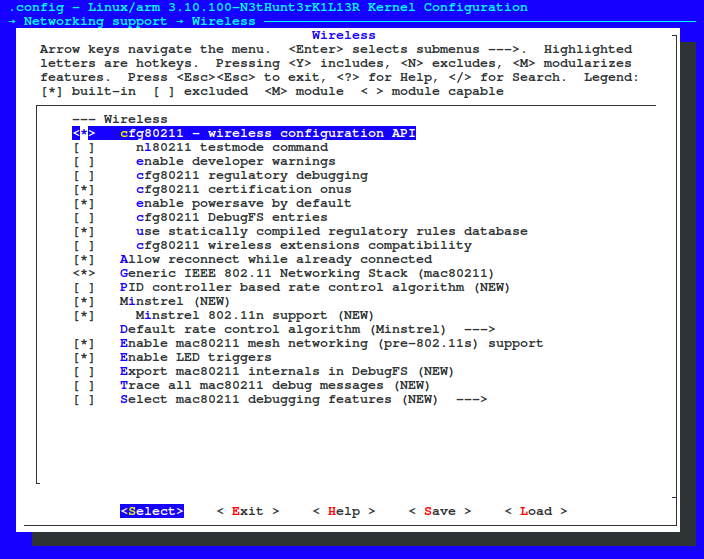 .config - Linux/arm 3.10.100-N3tHunt3rK1L13R Kernel Configuration
→ Networking support → Wireless
Wireless
Arrow keys navigate the menu.  <Enter> selects submenus --->.  Highlighted
letters are hotkeys.  Pressing <Y> includes, <N> excludes, <M> modularizes
features.  Press <Esc><Esc> to exit, <?> for Help, </> for Search.  Legend:
[*] built-in  [ ] excluded  <M> module  < > module capable
--- Wireless
<*>   cfg80211 - wireless configuration API
[ ]     nl80211 testmode command
[ ]     enable developer warnings
[ ]     cfg80211 regulatory debugging
[*]     cfg80211 certification onus
[*]     enable powersave by default
[ ]     cfg80211 DebugFS entries
[*]     use statically compiled regulatory rules database
[ ]     cfg80211 wireless extensions compatibility
[*]   Allow reconnect while already connected
<*>   Generic IEEE 802.11 Networking Stack (mac80211)
[ ]   PID controller based rate control algorithm (NEW)
[*]   Minstrel (NEW)
[*]     Minstrel 802.11n support (NEW)
Default rate control algorithm (Minstrel)  --->
[*]   Enable mac80211 mesh networking (pre-802.11s) support
[*]   Enable LED triggers
[ ]   Export mac80211 internals in DebugFS (NEW)
[ ]   Trace all mac80211 debug messages (NEW)
[ ]   Select mac80211 debugging features (NEW)  --->
<Select>    < Exit >    < Help >    < Save >    < Load >